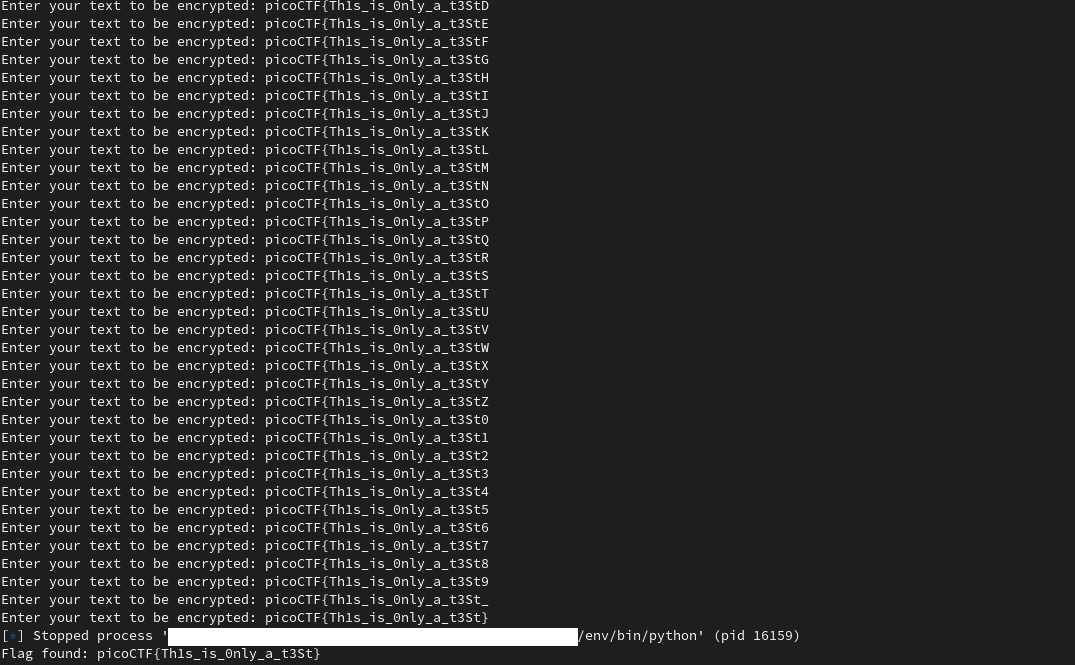 Enter your text to be encrypted: picoCTF{Th1s_is_0nly_a_t3StD
Enter your text to be encrypted: picoCTF{Th1s_is_0nly_a_t3StE
Enter your text to be encrypted: picoCTF{Th1s_is_0nly_a_t3StF
Enter your text to be encrypted: picoCTF{Th1s_is_0nly_a_t3StG
Enter your text to be encrypted: picoCTF{Th1s_is_0nly_a_t3StH
Enter your text to be encrypted: picoCTF{Th1s_is_0nly_a_t3StI
Enter your text to be encrypted: picoCTF{Th1s_is_0nly_a_t3StJ
Enter your text to be encrypted: picoCTF{Th1s_is_0nly_a_t3StK
Enter your text to be encrypted: picoCTF{Th1s_is_0nly_a_t3StL
Enter your text to be encrypted: picoCTF{Th1s_is_0nly_a_t3StM
Enter your text to be encrypted: picoCTF{Th1s_is_0nly_a_t3StN
Enter your text to be encrypted: picoCTF{Th1s_is_0nly_a_t3StO
Enter your text to be encrypted: picoCTF{Th1s_is_0nly_a_t3StP
Enter your text to be encrypted: picoCTF{Th1s_is_0nly_a_t3StQ
Enter your text to be encrypted: picoCTF{Th1s_is_0nly_a_t3StR
Enter your text to be encrypted: picoCTF{Th1s_is_0nly_a_t3StS
Enter your text to be encrypted: picoCTF{Th1s_is_0nly_a_t3StT
Enter your text to be encrypted: picoCTF{Th1s_is_0nly_a_t3StU
Enter your text to be encrypted: picoCTF{Th1s_is_0nly_a_t3StV
Enter your text to be encrypted: picoCTF{Th1s_is_0nly_a_t3StW
Enter your text to be encrypted: picoCTF{Th1s_is_0nly_a_t3StX
Enter your text to be encrypted: picoCTF{Th1s_is_0nly_a_t3StY
Enter your text to be encrypted: picoCTF{Th1s_is_0nly_a_t3StZ
Enter your text to be encrypted: picoCTF{Th1s_is_0nly_a_t3St0
Enter your text to be encrypted: picoCTF{Th1s_is_0nly_a_t3St1
Enter your text to be encrypted: picoCTF{Th1s_is_0nly_a_t3St2
Enter your text to be encrypted: picoCTF{Th1s_is_0nly_a_t3St3
Enter your text to be encrypted: picoCTF{Th1s_is_0nly_a_t3St4
Enter your text to be encrypted: picoCTF{Th1s_is_0nly_a_t3St5
Enter your text to be encrypted: picoCTF{Th1s_is_0nly_a_t3St6
Enter your text to be encrypted: picoCTF{Th1s_is_0nly_a_t3St7
Enter your text to be encrypted: picoCTF{Th1s_is_0nly_a_t3St8
Enter your text to be encrypted: picoCTF{Th1s_is_0nly_a_t3St9
Enter your text to be encrypted: picoCTF{Th1s_is_0nly_a_t3St_
Enter your text to be encrypted: picoCTF{Th1s_is_0nly_a_t3St}
[*] Stopped process '/env/bin/python' (pid 16159)
Flag found: picoCTF{Th1s_is_0nly_a_t3St}